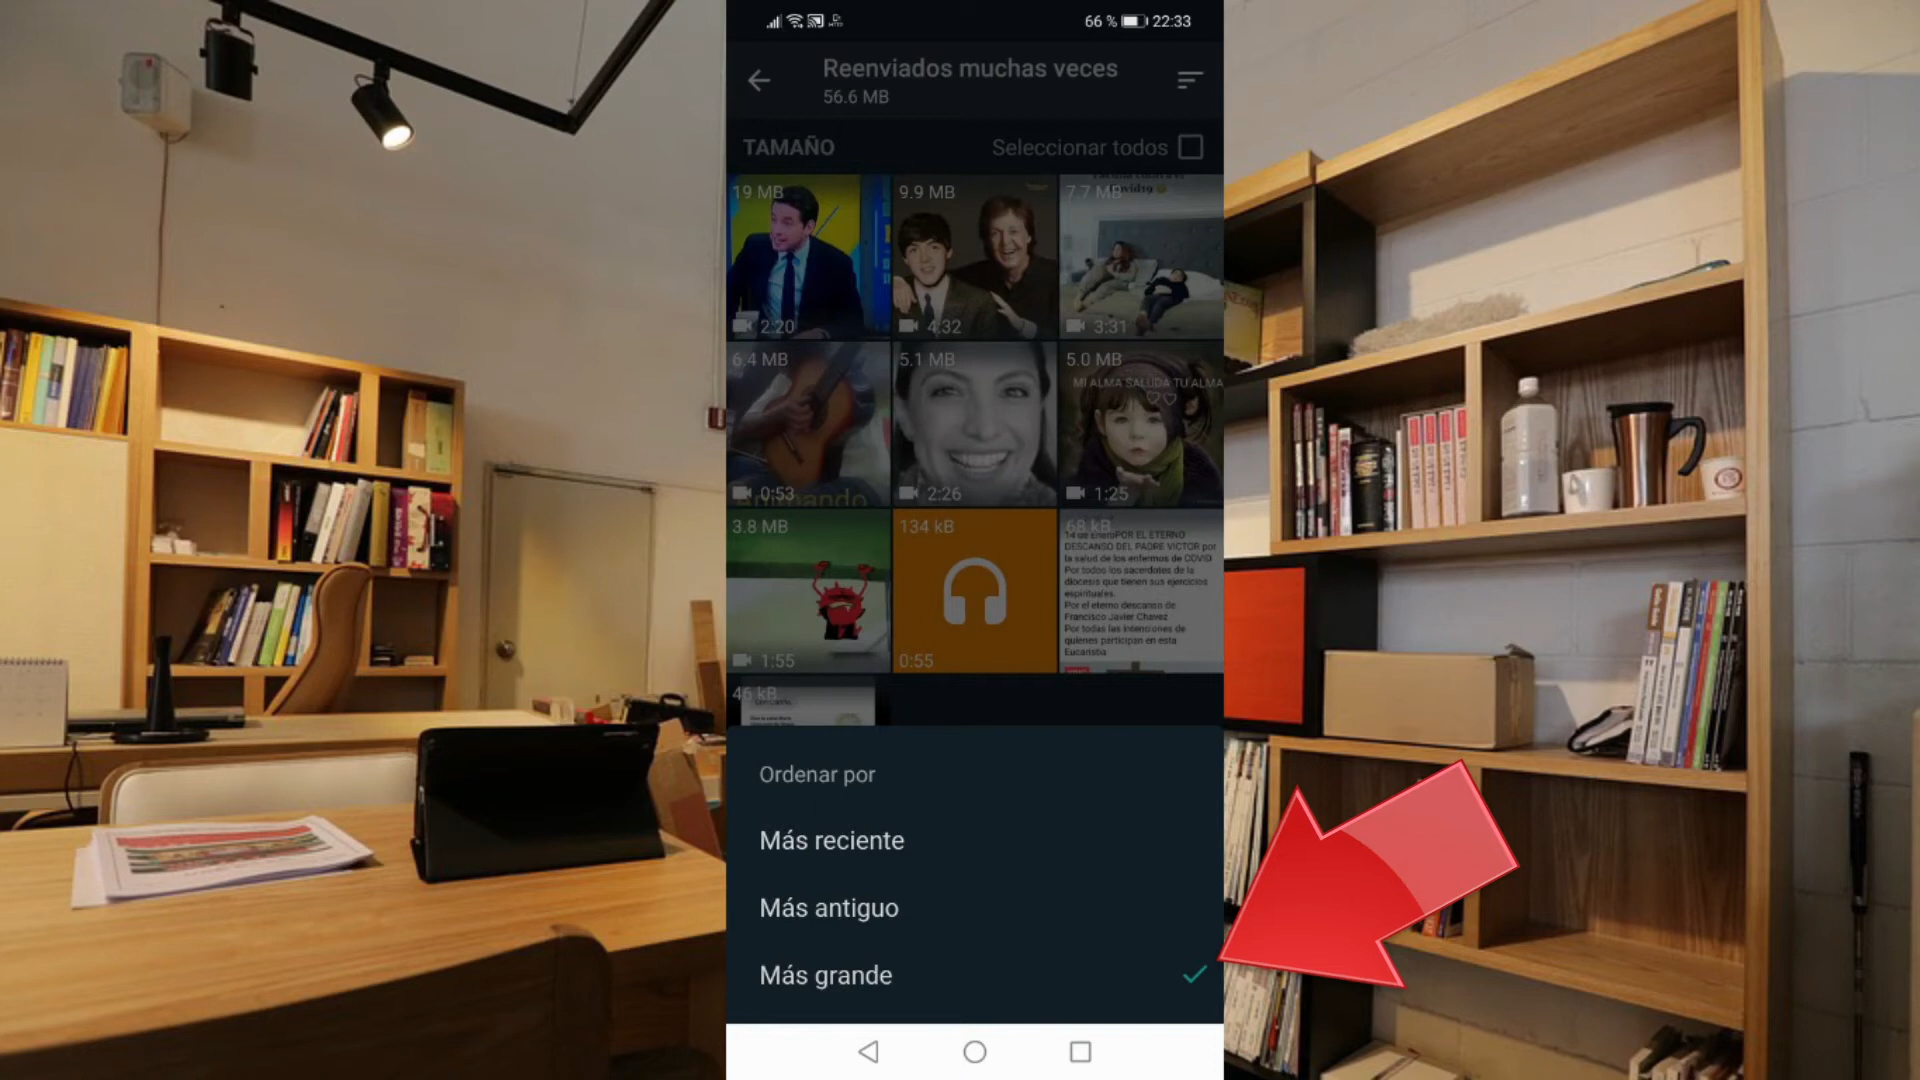 66 % 22:33
Reenviados muchas veces
56.6 MB
TAMAÑO Seleccionar todos
19 MB 9.9 MB 7.7 MB
2:20 4:32 3:31
6.4 MB 5.1 MB 5.0 MB
MI ALMA SALUDA TU ALMA
0:53 2:26 1:25
3.8 MB 134 kB 68 kB
14 de EneroPOR EL ETERNO
DESCANSO DEL PADRE VICTOR por
la salud de los enfermos de COVID
Por todos los sacerdotes de la
diócesis que tienen sus ejercicios
espirituales.
Por el eterno descanso de
Francisco Javier Chavez
Por todas las intenciones de
quienes participan en esta
Eucaristía
1:55 0:55
46 kB
Ordenar por
Más reciente
Más antiguo
Más grande